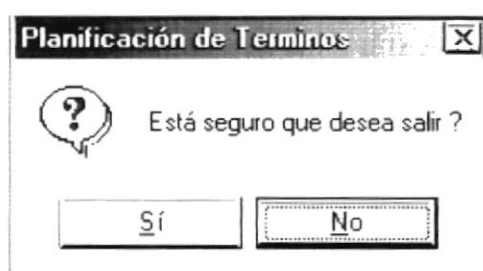 Planificación de Terminos
Está seguro que desea salir ?
Sí
No